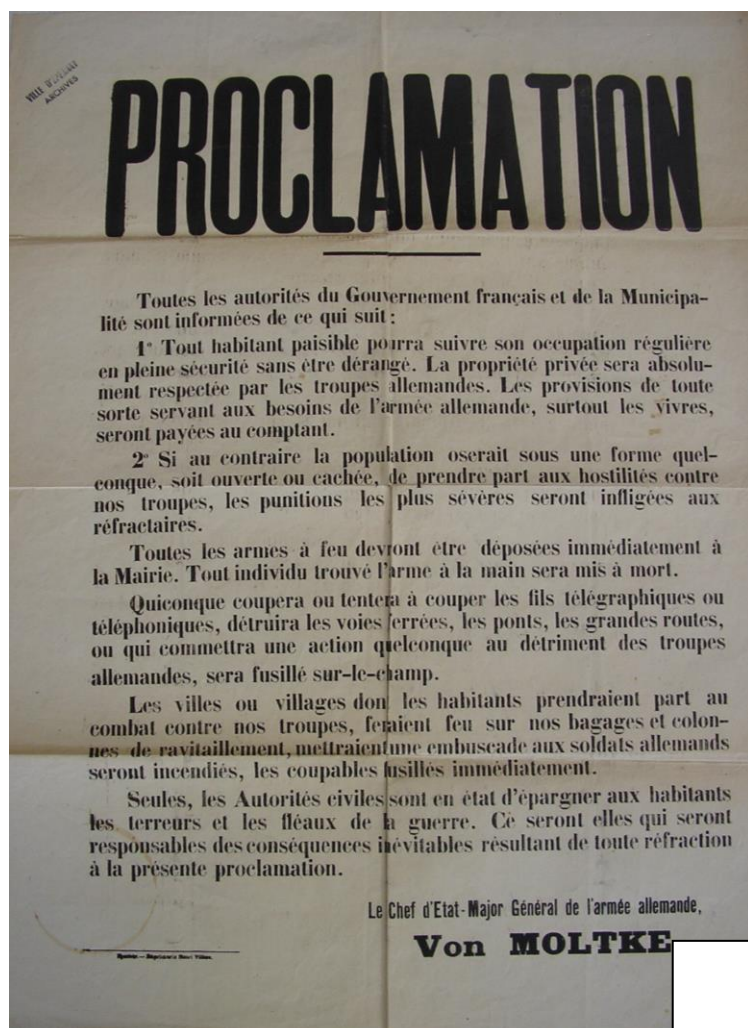 VILLE D'EPERNAY
ARCHIVES
PROCLAMATION
Toutes les autorités du Gouvernement français et de la Municipa-
lité sont informées de ce qui suit :
1° Tout habitant paisible pourra suivre son occupation régulière
en pleine sécurité sans être dérangé. La propriété privée sera absolu-
ment respectée par les troupes allemandes. Les provisions de toute
sorte servant aux besoins de l'armée allemande, surtout les vivres,
seront payées au comptant.
2° Si au contraire la population oserait sous une forme quel-
conque, soit ouverte ou cachée, de prendre part aux hostilités contre
nos troupes, les punitions les plus sévères seront infligées aux
réfractaires.
Toutes les armes à feu devront être déposées immédiatement à
la Mairie. Tout individu trouvé l'arme à la main sera mis à mort.
Quiconque coupera ou tentera à couper les fils télégraphiques ou
téléphoniques, détruira les voies ferrées, les ponts, les grandes routes,
ou qui commettra une action quelconque au détriment des troupes
allemandes, sera fusillé sur-le-champ.
Les villes ou villages dont les habitants prendraient part au
combat contre nos troupes, feraient feu sur nos bagages et colon-
nes de ravitaillement, mettraient une embuscade aux soldats allemands
seront incendiés, les coupables fusillés immédiatement.
Seules, les Autorités civiles sont en état d'épargner aux habitants
les terreurs et les fléaux de la guerre. Ce seront elles qui seront
responsables des conséquences inévitables résultant de toute réfraction
à la présente proclamation.
Le Chef d'Etat-Major Général de l'armée allemande,
Von MOLTKE
Epernay. — Imprimerie Henri Villers.